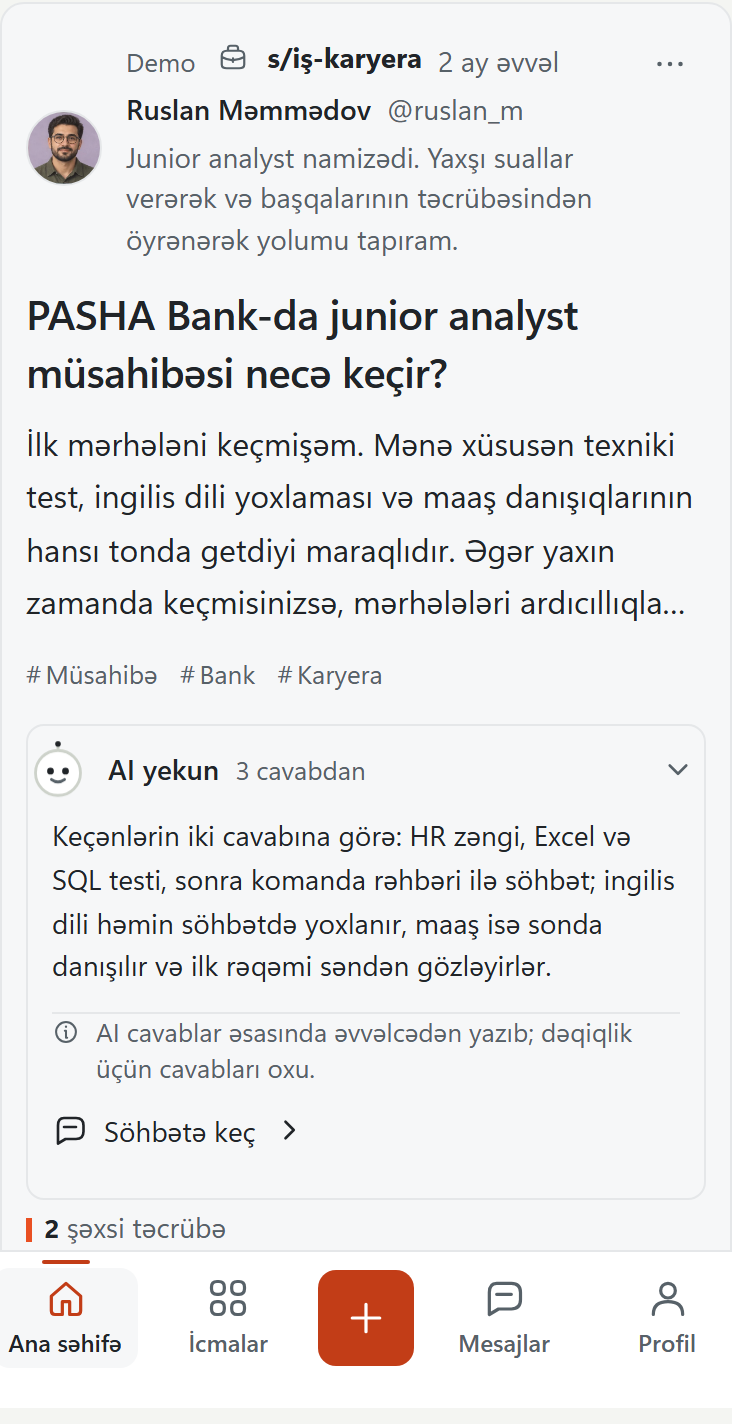 Demo s/iş-karyera 2 ay əvvəl ...
Ruslan Məmmədov @ruslan_m
Junior analyst namizədi. Yaxşı suallar
verərək və başqalarının təcrübəsindən
öyrənərək yolumu tapıram.
PASHA Bank-da junior analyst
müsahibəsi necə keçir?
İlk mərhələni keçmişəm. Mənə xüsusən texniki
test, ingilis dili yoxlaması və maaş danışıqlarının
hansı tonda getdiyi maraqlıdır. Əgər yaxın
zamanda keçmisinizsə, mərhələləri ardıcıllıqla...
#Müsahibə #Bank #Karyera
AI yekun 3 cavabdan
Keçənlərin iki cavabına görə: HR zəngi, Excel və
SQL testi, sonra komanda rəhbəri ilə söhbət; ingilis
dili həmin söhbətdə yoxlanır, maaş isə sonda
danışılır və ilk rəqəmi səndən gözləyirlər.
AI cavablar əsasında əvvəlcədən yazıb; dəqiqlik
üçün cavabları oxu.
Söhbətə keç
2 şəxsi təcrübə
Ana səhifə İcmalar + Mesajlar Profil